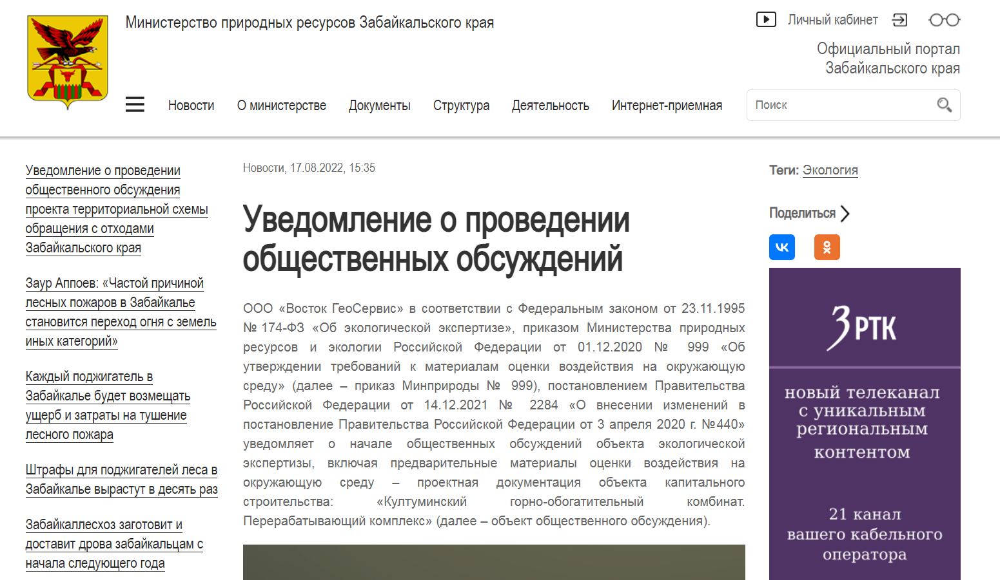 Министерство природных ресурсов Забайкальского края
Личный кабинет
Официальный портал
Забайкальского края
Новости
О министерстве
Документы
Структура
Деятельность
Интернет-приемная
Поиск
Уведомление о проведении
общественного обсуждения
проекта территориальной схемы
обращения с отходами
Забайкальского края
Заур Аппоев: «Частой причиной
лесных пожаров в Забайкалье
становится переход огня с земель
иных категорий»
Каждый поджигатель в
Забайкалье будет возмещать
ущерб и затраты на тушение
лесного пожара
Штрафы для поджигателей леса в
Забайкалье вырастут в десять раз
Забайкаллесхоз заготовит и
доставит дрова забайкальцам с
начала следующего года
Новости, 17.08.2022, 15:35
Уведомление о проведении
общественных обсуждений
ООО «Восток ГеоСервис» в соответствии с Федеральным законом от 23.11.1995
№ 174-ФЗ «Об экологической экспертизе», приказом Министерства природных
ресурсов и экологии Российской Федерации от 01.12.2020 № 999 «Об
утверждении требований к материалам оценки воздействия на окружающую
среду» (далее – приказ Минприроды № 999), постановлением Правительства
Российской Федерации от 14.12.2021 № 2284 «О внесении изменений в
постановление Правительства Российской Федерации от 3 апреля 2020 г. №440»
уведомляет о начале общественных обсуждений объекта экологической
экспертизы, включая предварительные материалы оценки воздействия на
окружающую среду – проектная документация объекта капитального
строительства: «Култуминский горно-обогатительный комбинат.
Перерабатывающий комплекс» (далее – объект общественного обсуждения).
Теги: Экология
Поделиться
З РТК
новый телеканал
с уникальным
региональным
контентом
21 канал
вашего кабельного
оператора